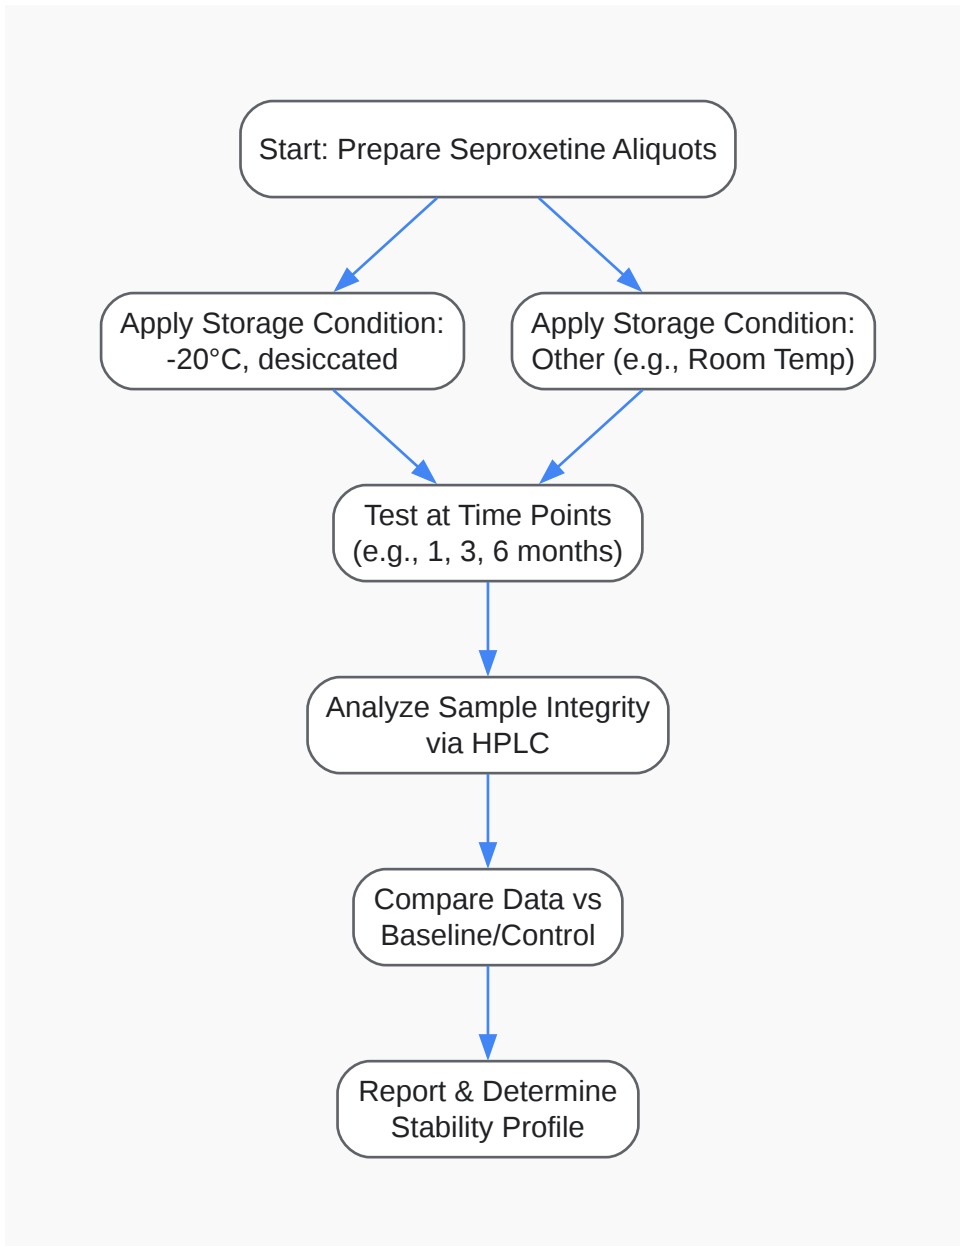 Start: Prepare Seproxetine Aliquots
Apply Storage Condition:
-20°C, desiccated
Apply Storage Condition:
Other (e.g., Room Temp)
Test at Time Points
(e.g., 1, 3, 6 months)
Analyze Sample Integrity
via HPLC
Compare Data vs
Baseline/Control
Report & Determine
Stability Profile